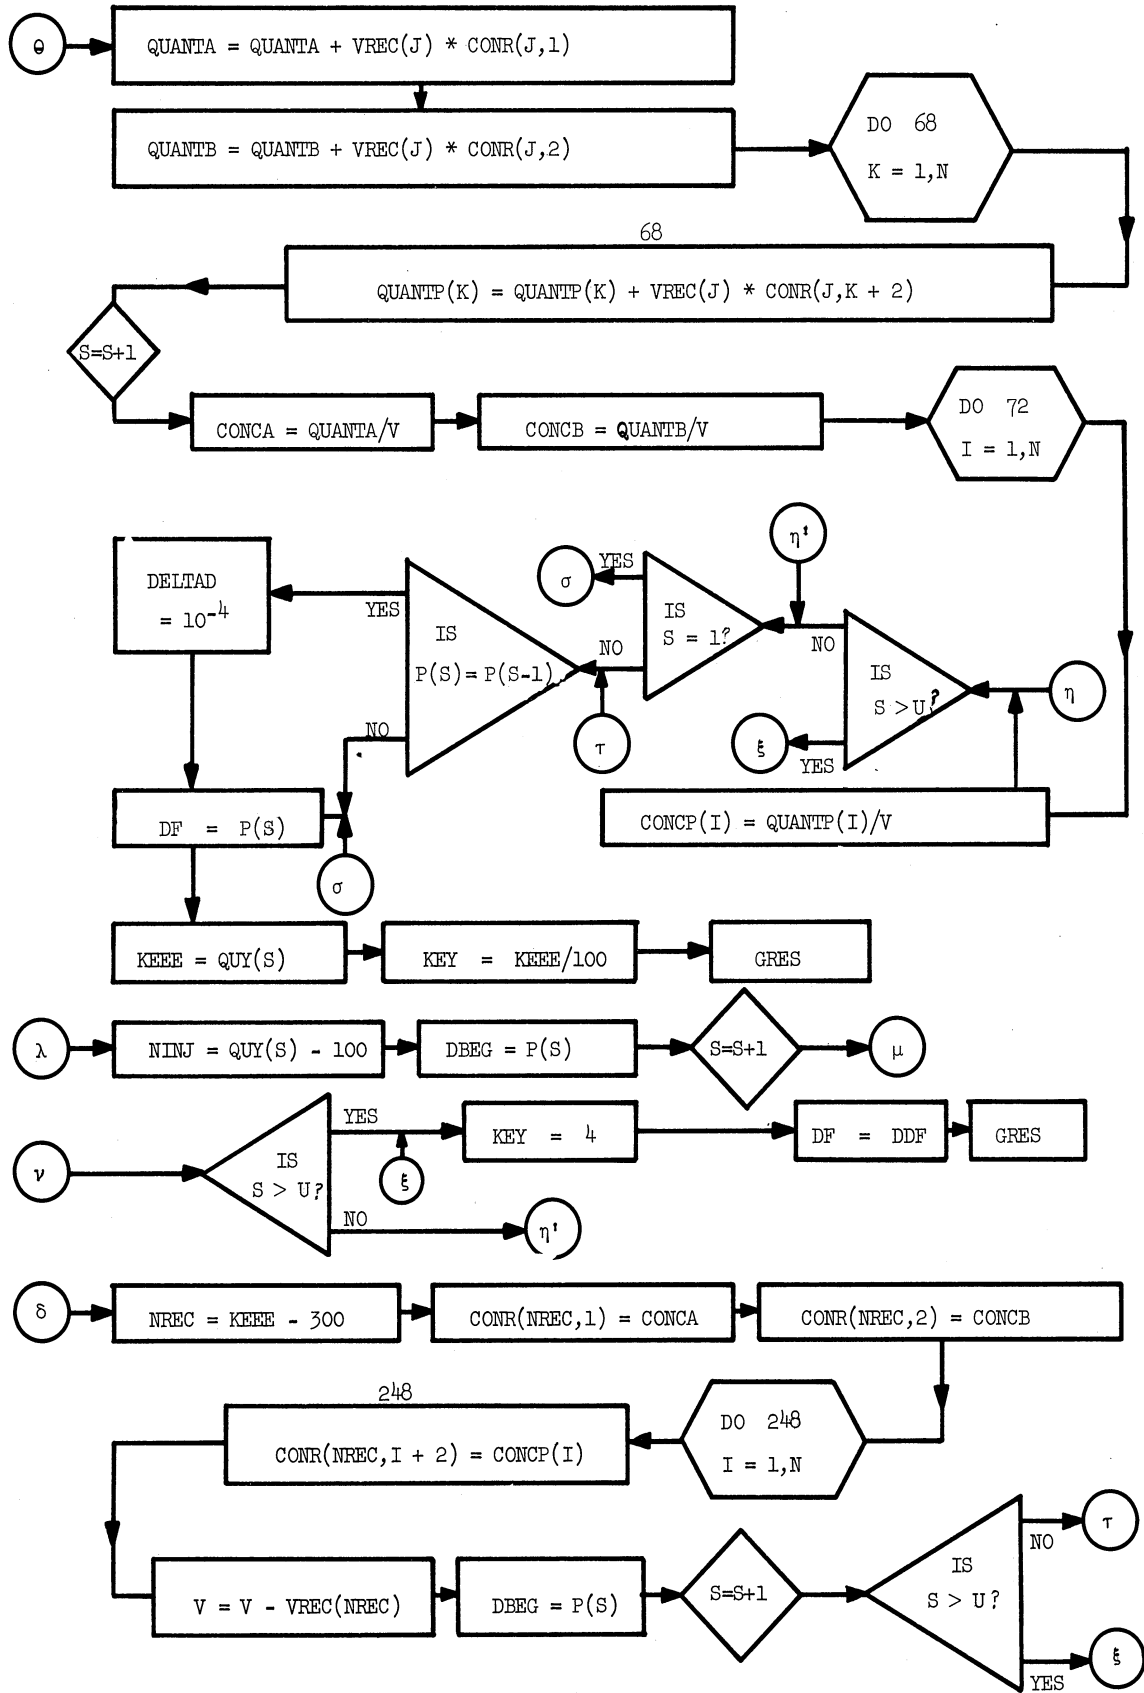 θ
QUANTA = QUANTA + VREC(J) * CONR(J,1)
QUANTB = QUANTB + VREC(J) * CONR(J,2)
DO 68
K = 1,N
68
QUANTP(K) = QUANTP(K) + VREC(J) * CONR(J,K + 2)
S=S+1
CONCA = QUANTA/V
CONCB = QUANTB/V
DO 72
I = 1,N
η'
σ
YES
IS
S = 1?
NO
DELTAD
= 10⁻⁴
YES
IS
P(S)=P(S-1)
NO
NO
IS
S > U?
η
τ
ξ
YES
CONCP(I) = QUANTP(I)/V
DF = P(S)
σ
KEEE = QUY(S)
KEY = KEEE/100
GRES
λ
NINJ = QUY(S) - 100
DBEG = P(S)
S=S+1
μ
ν
IS
S > U?
YES
ξ
KEY = 4
DF = DDF
GRES
NO
η'
δ
NREC = KEEE - 300
CONR(NREC,1) = CONCA
CONR(NREC,2) = CONCB
DO 248
I = 1,N
248
CONR(NREC,I + 2) = CONCP(I)
V = V - VREC(NREC)
DBEG = P(S)
S=S+1
IS
S > U?
NO
τ
YES
ξ